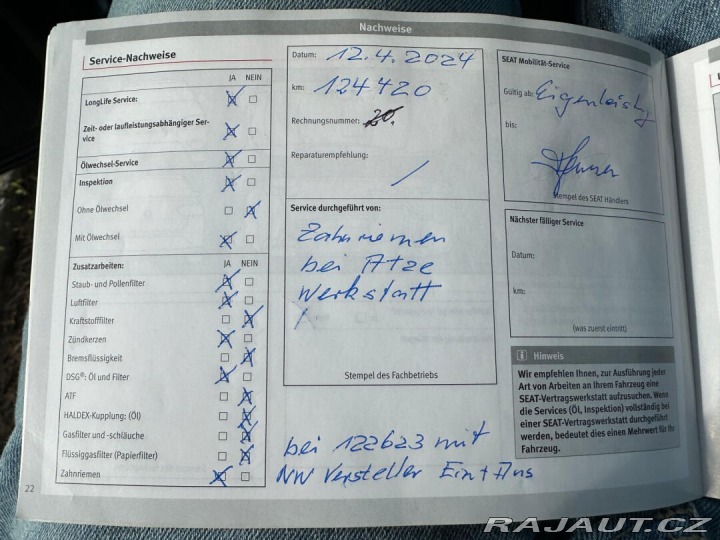 Nachweise
Service-Nachweise
JA NEIN
LongLife Service:
Zeit- oder laufleistungsabhängiger Ser-
vice
Ölwechsel-Service
Inspektion
Ohne Ölwechsel
Mit Ölwechsel
Zusatzarbeiten: JA NEIN
Staub- und Pollenfilter
Luftfilter
Kraftstofffilter
Zündkerzen
Bremsflüssigkeit
DSG®: Öl und Filter
ATF
HALDEX-Kupplung: (Öl)
Gasfilter und -schläuche
Flüssiggasfilter (Papierfilter)
Zahnriemen
22
Datum: 12.4.2024
km: 124420
Rechnungsnummer:
Reparaturempfehlung: /
Service durchgeführt von:
Zahnriemen
bei Atze
Werkstatt
Stempel des Fachbetriebs
bei 122623 mit
NW Versteller Ein + Aus
SEAT Mobilität-Service
Gültig ab: Eigenleistung
bis:
Stempel des SEAT Händlers
Nächster fälliger Service
Datum:
km:
(was zuerst eintritt)
i Hinweis
Wir empfehlen Ihnen, zur Ausführung jeder
Art von Arbeiten an Ihrem Fahrzeug eine
SEAT-Vertragswerkstatt aufzusuchen. Wenn
die Services (Öl, Inspektion) vollständig bei
einer SEAT-Vertragswerkstatt durchgeführt
werden, bedeutet dies einen Mehrwert für Ihr
Fahrzeug.
RAJAUT.CZ